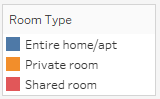 Room Type
Entire home/apt
Private room
Shared room